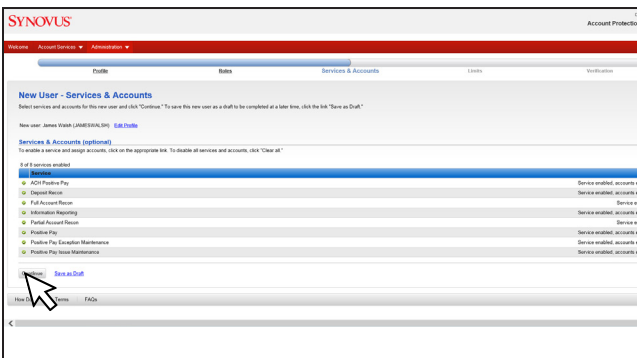 SYNOVUS®
Account Protectio
Welcome Account Services Administration
Profile Roles Services & Accounts Limits Verification
New User - Services & Accounts
Select services and accounts for this new user and click "Continue." To save this new user as a draft to be completed at a later time, click the link "Save as Draft."
New user: James Walsh (JAMESWALSH) Edit Profile
Services & Accounts (optional)
To enable a service and assign accounts, click on the appropriate link. To disable all services and accounts, click "Clear all."
8 of 8 services enabled
Service
ACH Positive Pay Service enabled, accounts e
Deposit Recon Service enabled, accounts e
Full Account Recon Service e
Information Reporting Service enabled, accounts e
Partial Account Recon Service e
Positive Pay Service enabled, accounts e
Positive Pay Exception Maintenance Service enabled, accounts e
Positive Pay Issue Maintenance Service enabled, accounts e
Continue Save as Draft
How D Terms FAQs